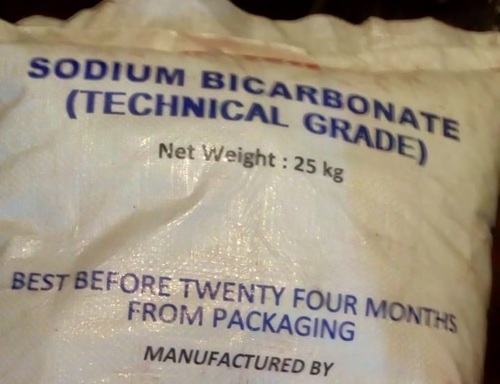 SODIUM BICARBONATE
(TECHNICAL GRADE)
Net Weight : 25 kg
BEST BEFORE TWENTY FOUR MONTHS
FROM PACKAGING
MANUFACTURED BY